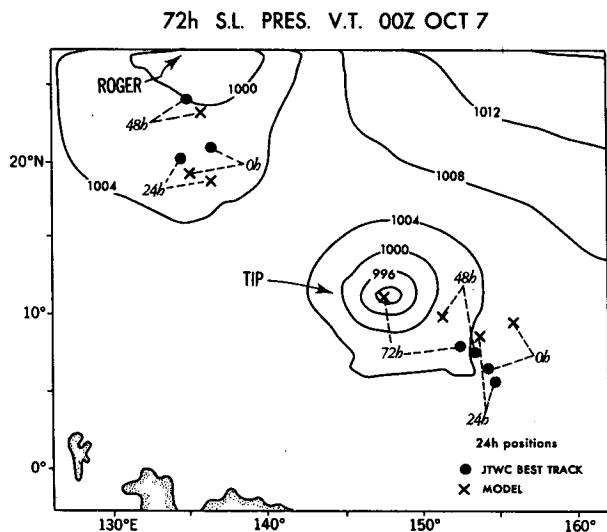 72h S.L. PRES. V.T. 00Z OCT 7
ROGER
1000
48h
1012
20°N
0h
24h
1004
1008
1004
1000
TIP
996
48h
10°
72h
0h
24h
24h positions
● JTWC BEST TRACK
× MODEL
0°
130°E
140°
150°
160°